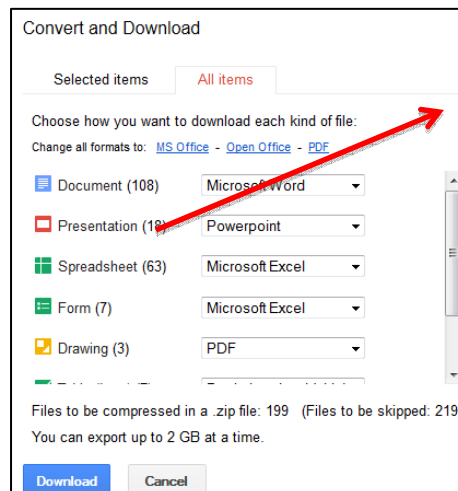 Convert and Download
Selected items All items
Choose how you want to download each kind of file:
Change all formats to: MS Office - Open Office - PDF
Document (108) Microsoft Word
Presentation (18) Powerpoint
Spreadsheet (63) Microsoft Excel
Form (7) Microsoft Excel
Drawing (3) PDF
Files to be compressed in a .zip file: 199 (Files to be skipped: 219
You can export up to 2 GB at a time.
Download Cancel